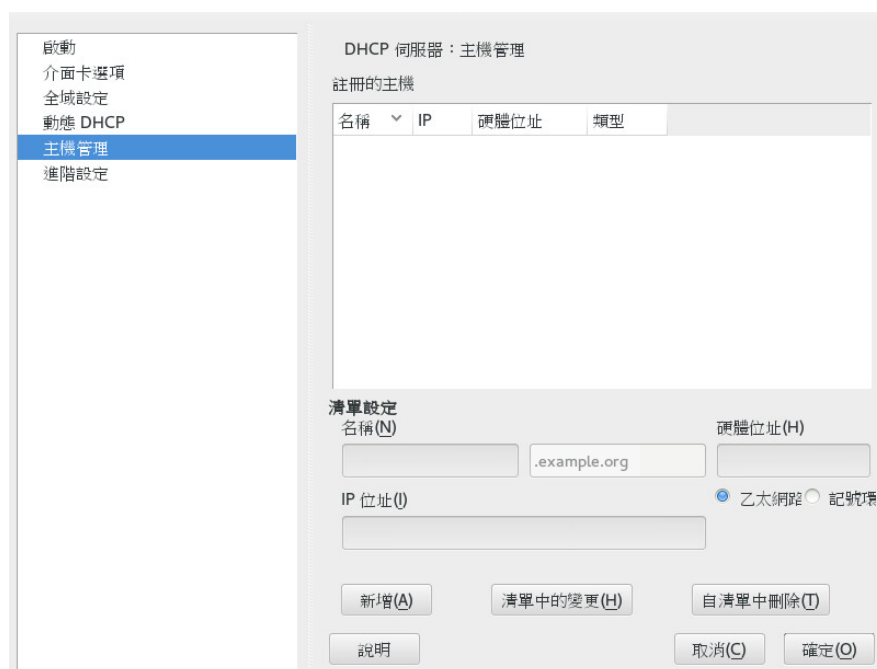 啟動
介面卡選項
全域設定
動態 DHCP
主機管理
進階設定
DHCP 伺服器：主機管理
註冊的主機
名稱 IP 硬體位址 類型
清單設定
名稱(N) 硬體位址(H)
.example.org
IP 位址(I) 乙太網路 記號環
新增(A) 清單中的變更(H) 自清單中刪除(T)
說明 取消(C) 確定(O)